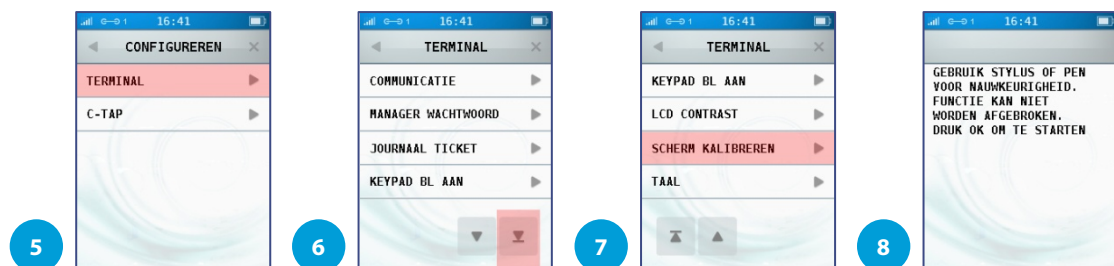 16:41
CONFIGUREREN
TERMINAL
C-TAP
5
16:41
TERMINAL
COMMUNICATIE
MANAGER WACHTWOORD
JOURNAAL TICKET
KEYPAD BL AAN
6
16:41
TERMINAL
KEYPAD BL AAN
LCD CONTRAST
SCHERM KALIBREREN
TAAL
7
16:41
GEBRUIK STYLUS OF PEN
VOOR NAUWKEURIGHEID.
FUNCTIE KAN NIET
WORDEN AFGEBROKEN.
DRUK OK OM TE STARTEN
8